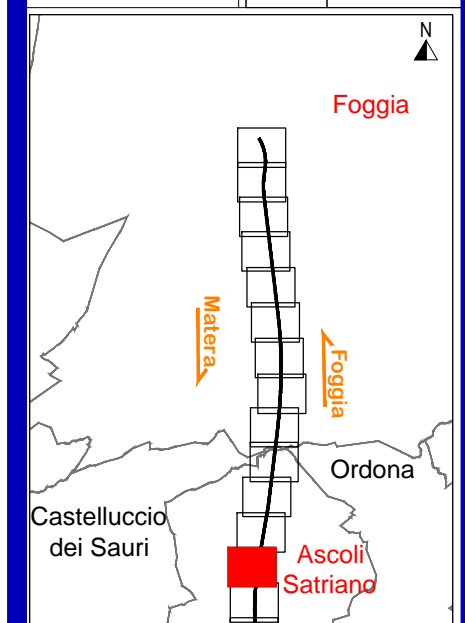 N
Foggia
Matera
Foggia
Ordona
Castelluccio
dei Sauri
Ascoli
Satriano